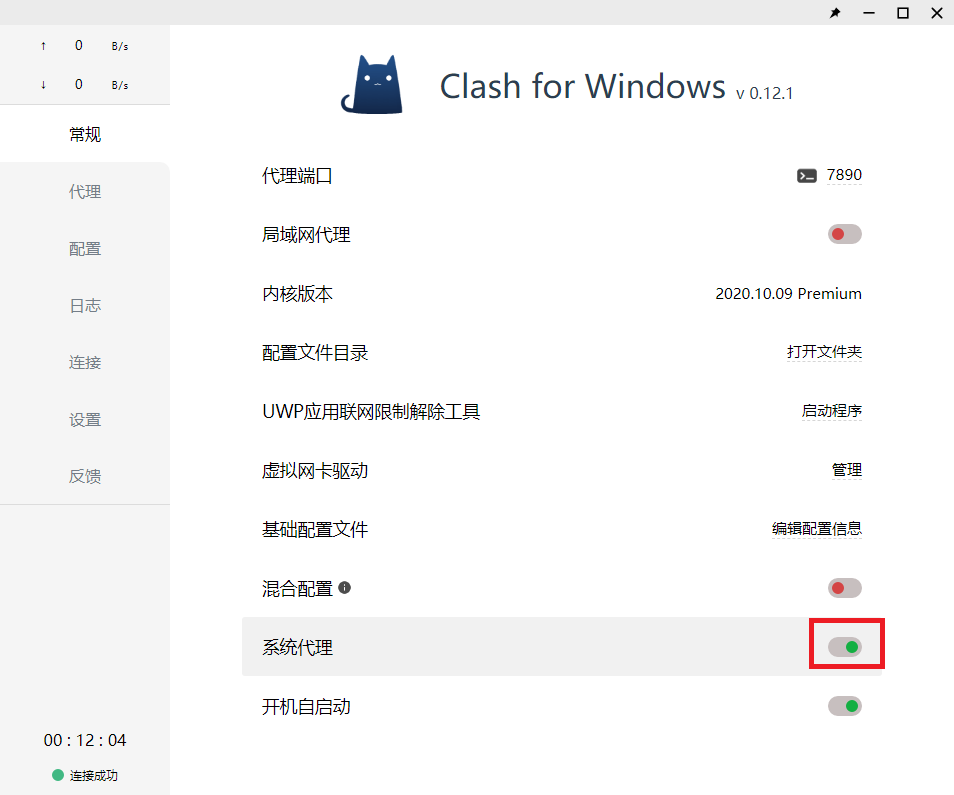 ↑ 0 B/s
↓ 0 B/s
常规
代理
配置
日志
连接
设置
反馈
00 : 12 : 04
连接成功
Clash for Windows v 0.12.1
代理端口 7890
局域网代理
内核版本 2020.10.09 Premium
配置文件目录 打开文件夹
UWP应用联网限制解除工具 启动程序
虚拟网卡驱动 管理
基础配置文件 编辑配置信息
混合配置
系统代理
开机自启动